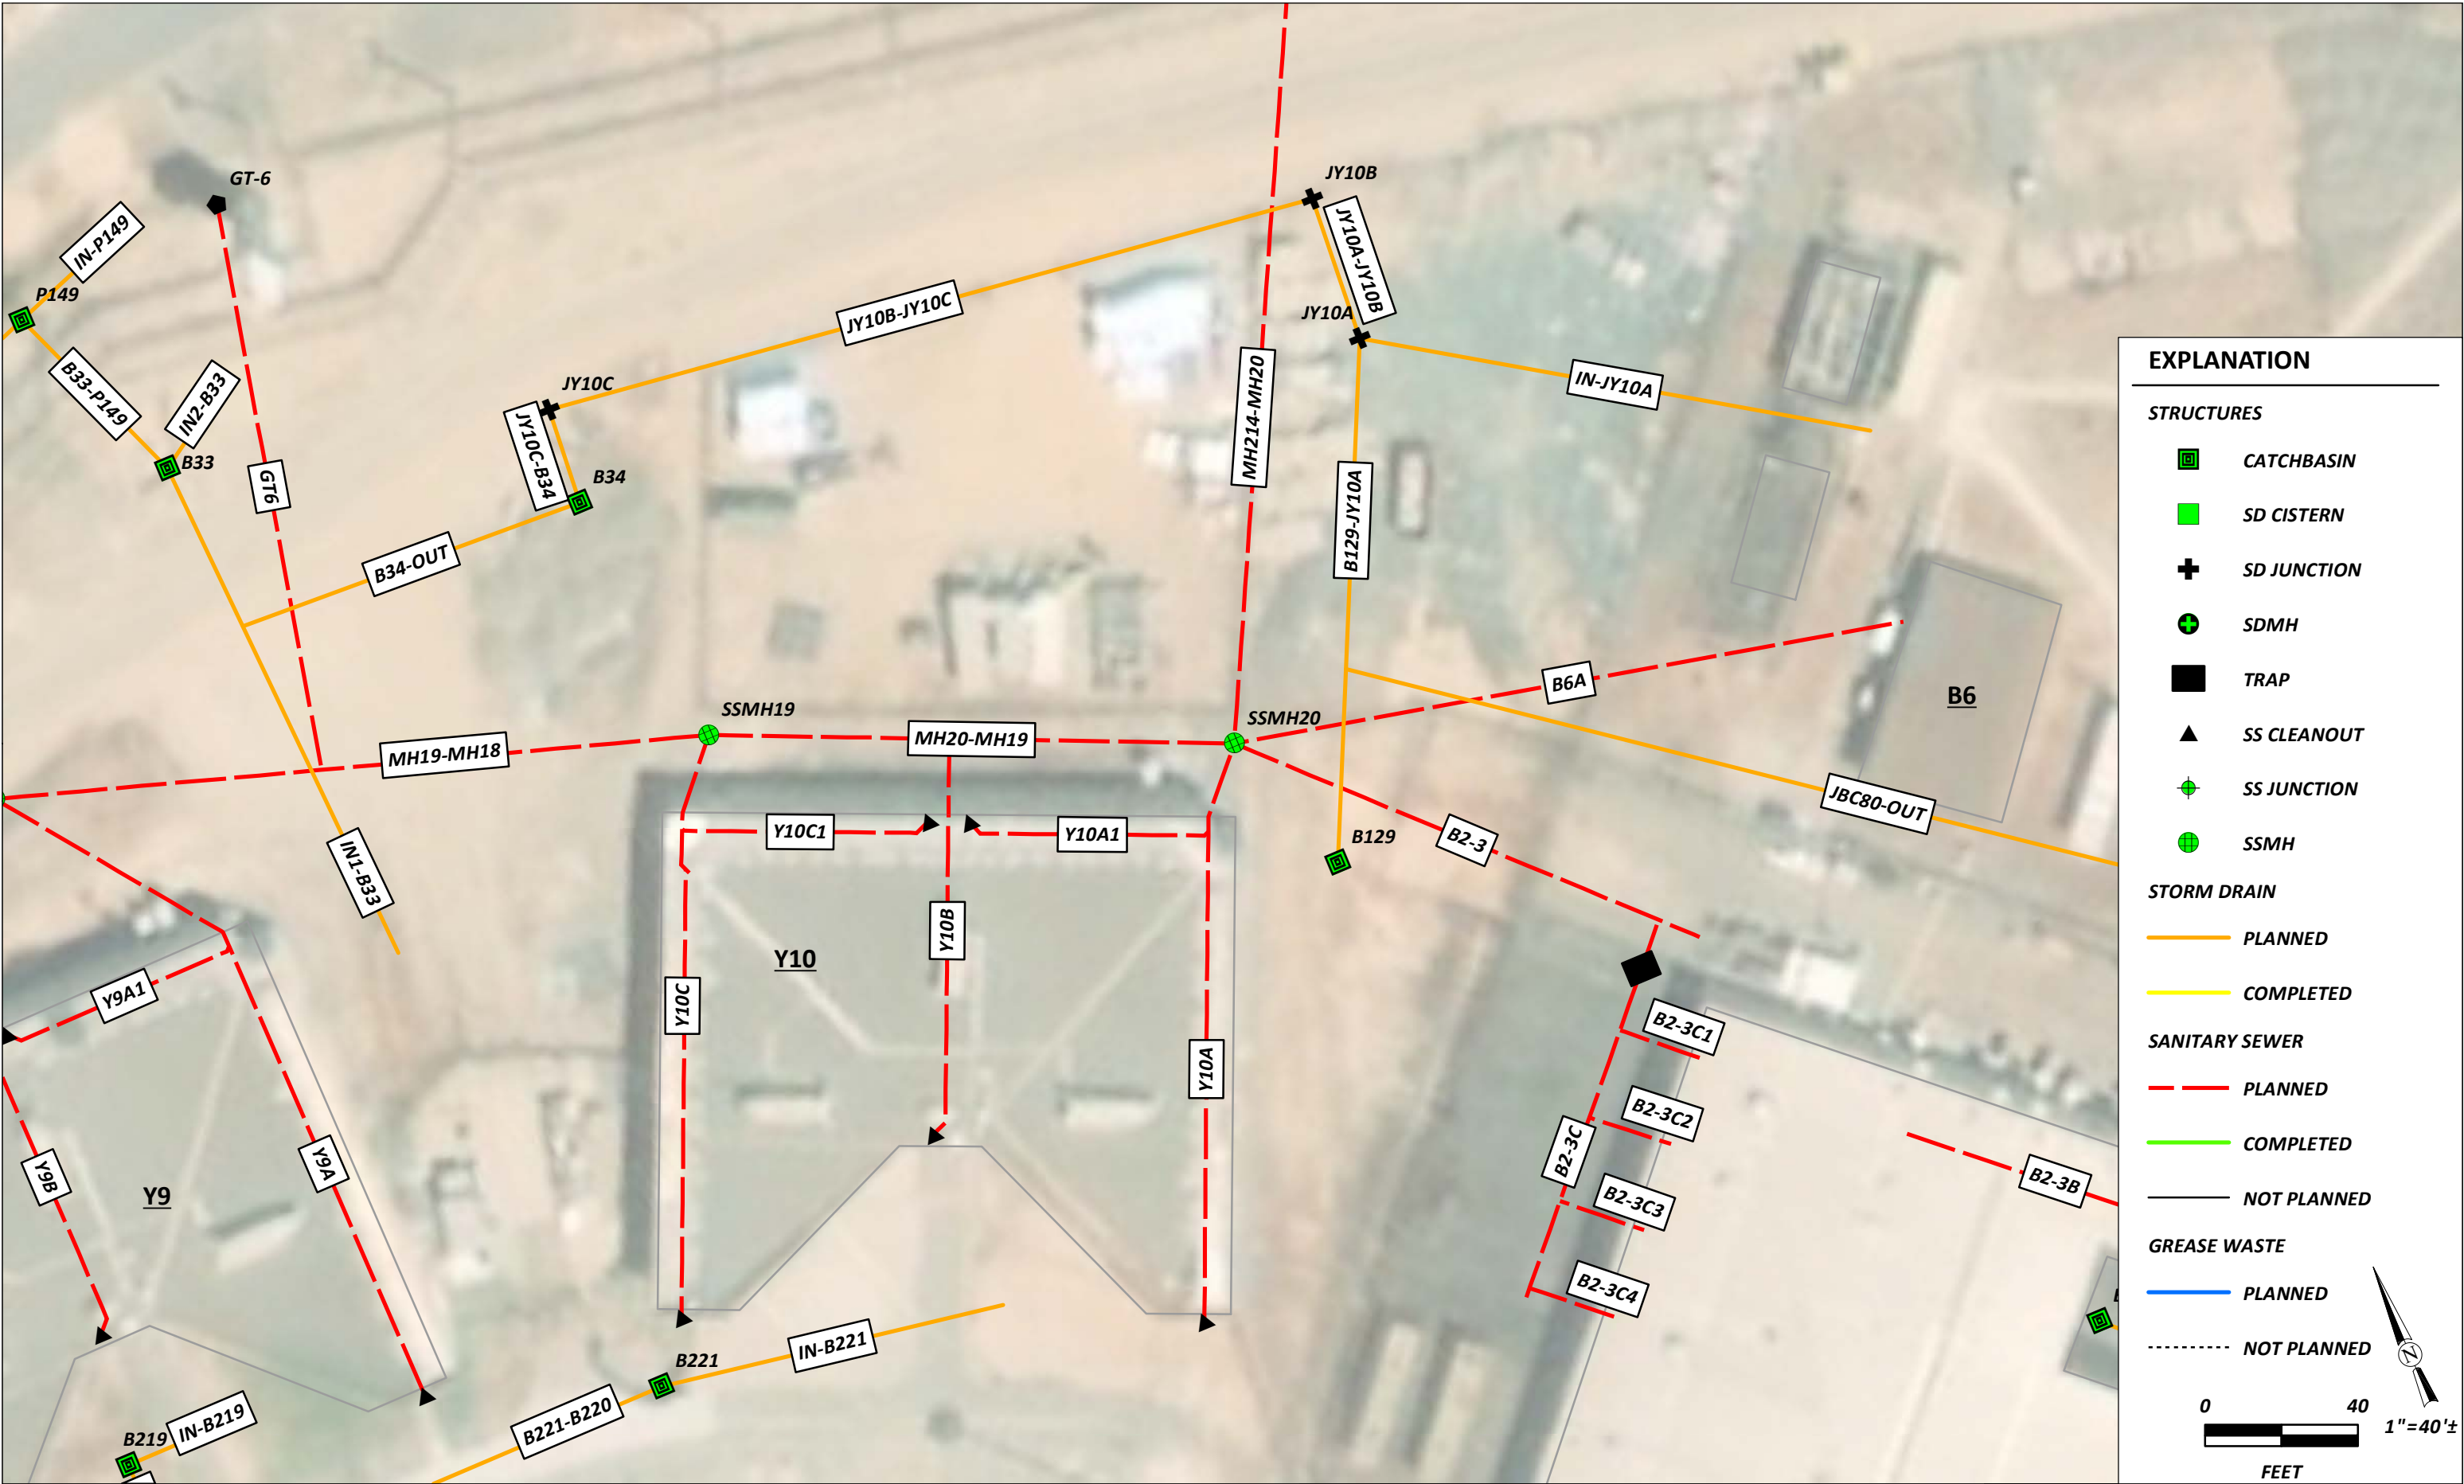 JY10B
GT-6
IN-P149
JY10A-JY10B
P149
JY10B-JY10C
JY10A
B33-P149
IN2-B33
JY10C
IN-JY10A
MH214-MH20
JY10C-B34
B33
B34
GT6
B129-JY10A
B34-OUT
B6A
B6
SSMH19
SSMH20
MH20-MH19
MH19-MH18
JBC80-OUT
Y10C1
Y10A1
B2-3
B129
IN1-B33
Y10B
Y10
Y9A1
Y10C
B2-3C1
Y10A
B2-3C2
B2-3C
Y9A
Y9B
B2-3B
Y9
B2-3C3
B2-3C4
IN-B221
B221
B221-B220
IN-B219
B219
EXPLANATION
STRUCTURES
CATCHBASIN
SD CISTERN
SD JUNCTION
SDMH
TRAP
SS CLEANOUT
SS JUNCTION
SSMH
STORM DRAIN
PLANNED
COMPLETED
SANITARY SEWER
PLANNED
COMPLETED
NOT PLANNED
GREASE WASTE
PLANNED
NOT PLANNED
N
0 40
1"=40'±
FEET